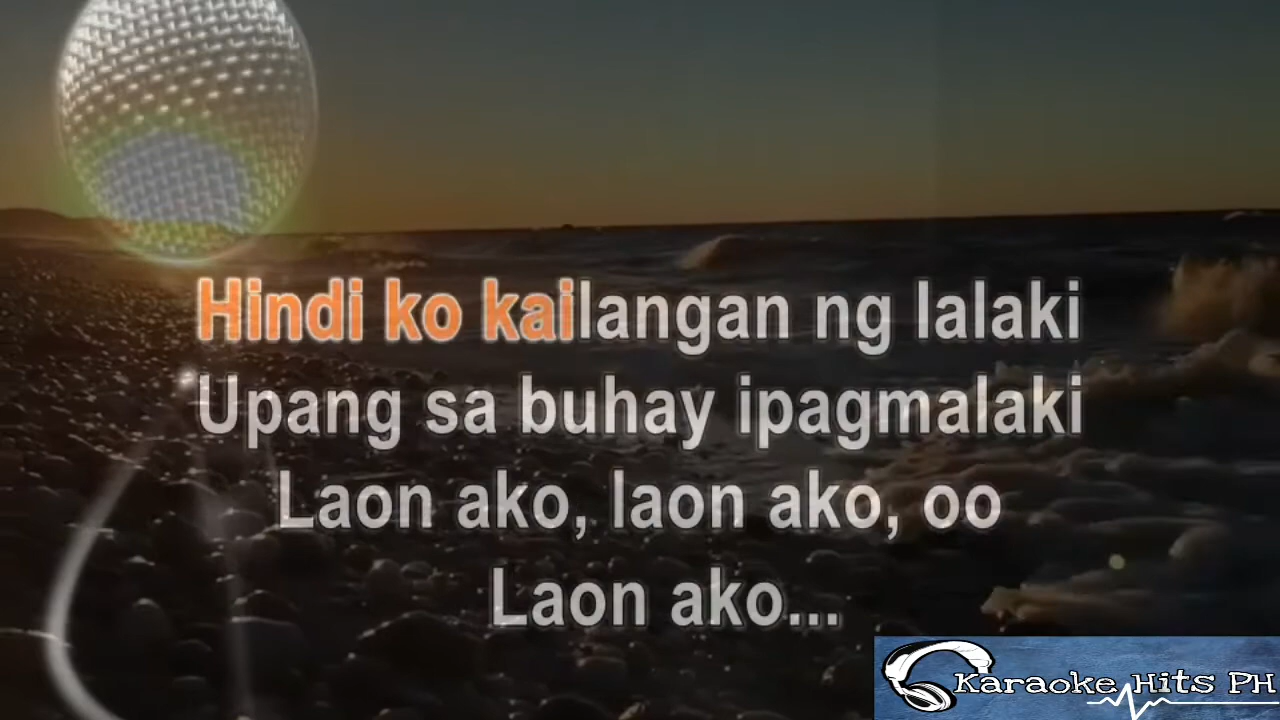 Hindi ko kailangan ng lalaki
Upang sa buhay ipagmalaki
Laon ako, laon ako, oo
Laon ako...
Karaoke Hits PH